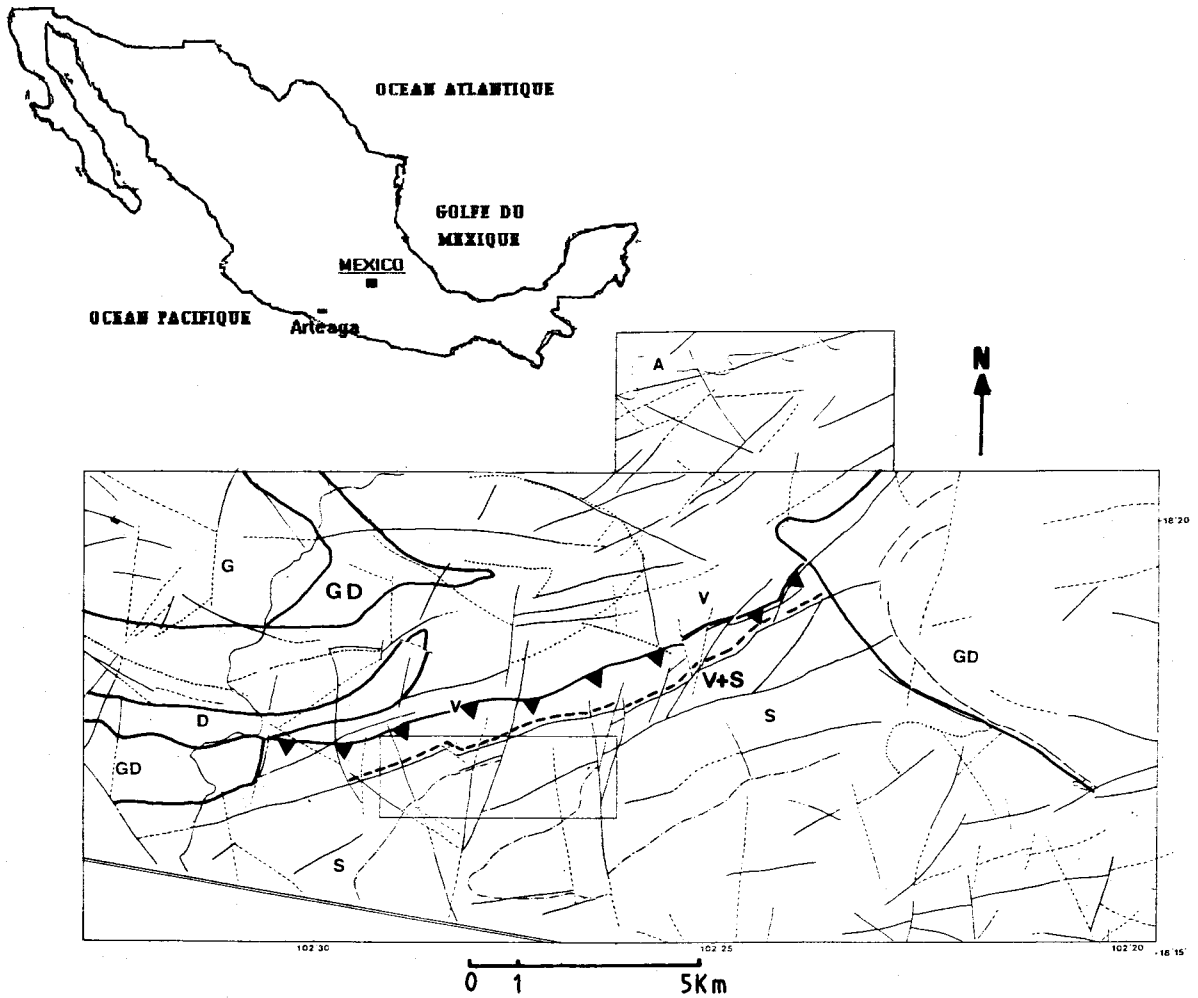 OCEAN ATLANTIQUE
GOLFE DU
MEXIQUE
MEXICO
OCEAN PACIFIQUE
Arteaga
A
N
18°20
G
GD
V
GD
V+S
D
V
S
GD
S
102°30
102°25
102°20
18°15'
0 1 5Km